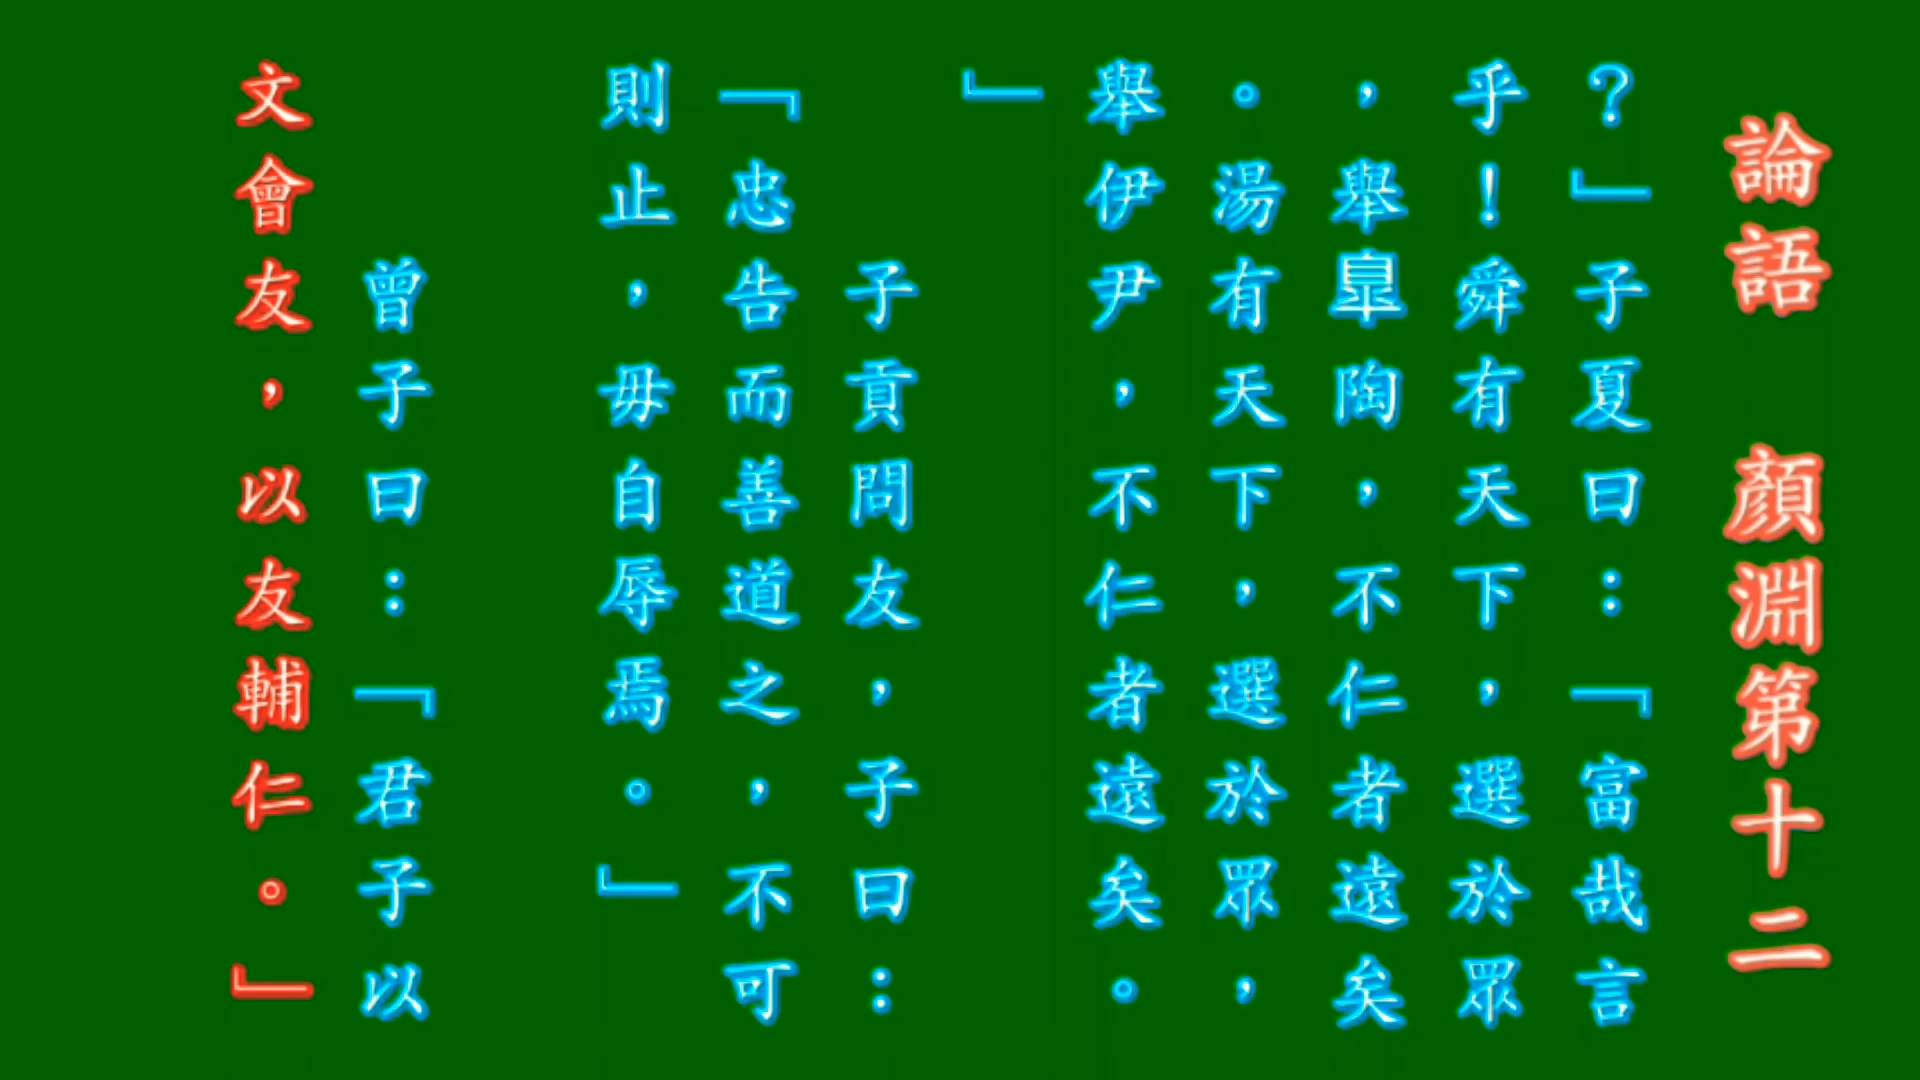 論語 顏淵第十二
？」子夏曰：「富哉言
乎！舜有天下，選於眾
，舉皐陶，不仁者遠矣
。湯有天下，選於眾，
舉伊尹，不仁者遠矣。
」
子貢問友，子曰：
「忠告而善道之，不可
則止，毋自辱焉。」
曾子曰：「君子以
文會友，以友輔仁。」